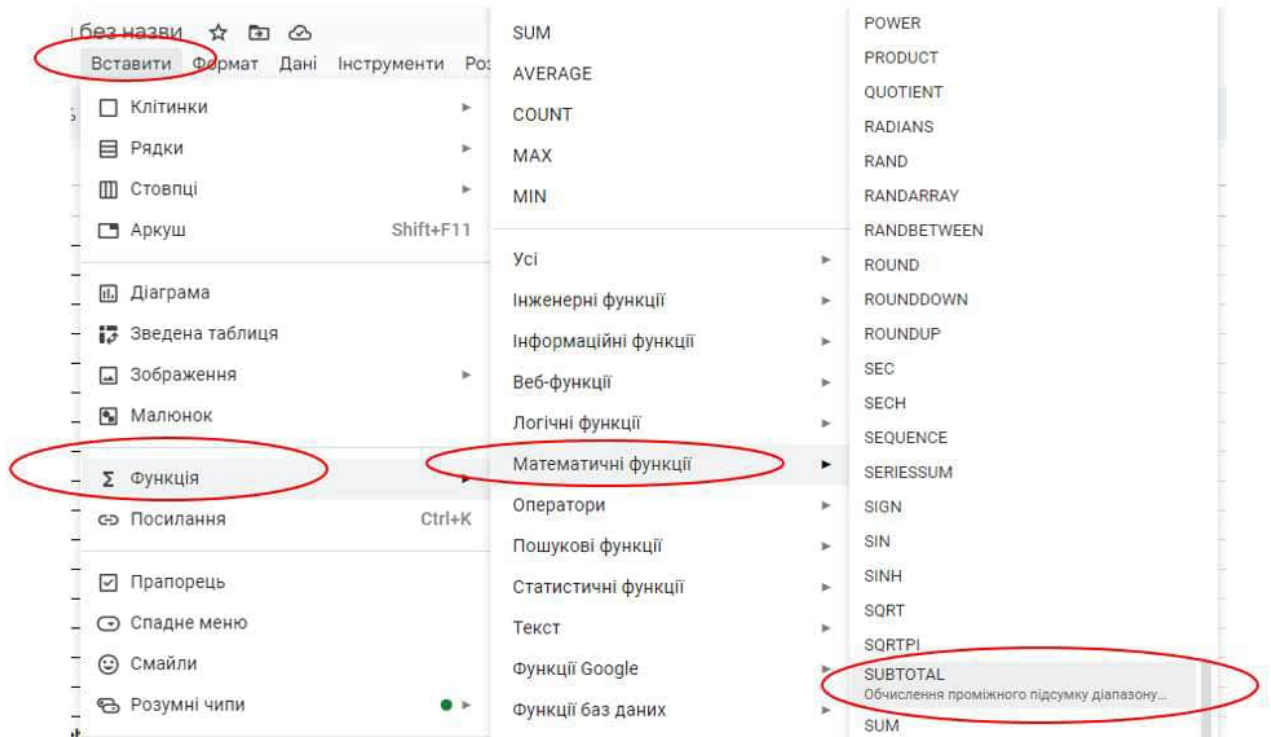 без назви
Вставити Формат Дані Інструменти Роз
Клітинки
Рядки
Стовпці
Аркуш Shift+F11
Діаграма
Зведена таблиця
Зображення
Малюнок
Функція
Посилання Ctrl+K
Прапорець
Спадне меню
Смайли
Розумні чипи
SUM
AVERAGE
COUNT
MAX
MIN
Усі
Інженерні функції
Інформаційні функції
Веб-функції
Логічні функції
Математичні функції
Оператори
Пошукові функції
Статистичні функції
Текст
Функції Google
Функції баз даних
POWER
PRODUCT
QUOTIENT
RADIANS
RAND
RANDARRAY
RANDBETWEEN
ROUND
ROUNDDOWN
ROUNDUP
SEC
SECH
SEQUENCE
SERIESSUM
SIGN
SIN
SINH
SQRT
SQRTPI
SUBTOTAL
Обчислення проміжного підсумку діапазону...
SUM